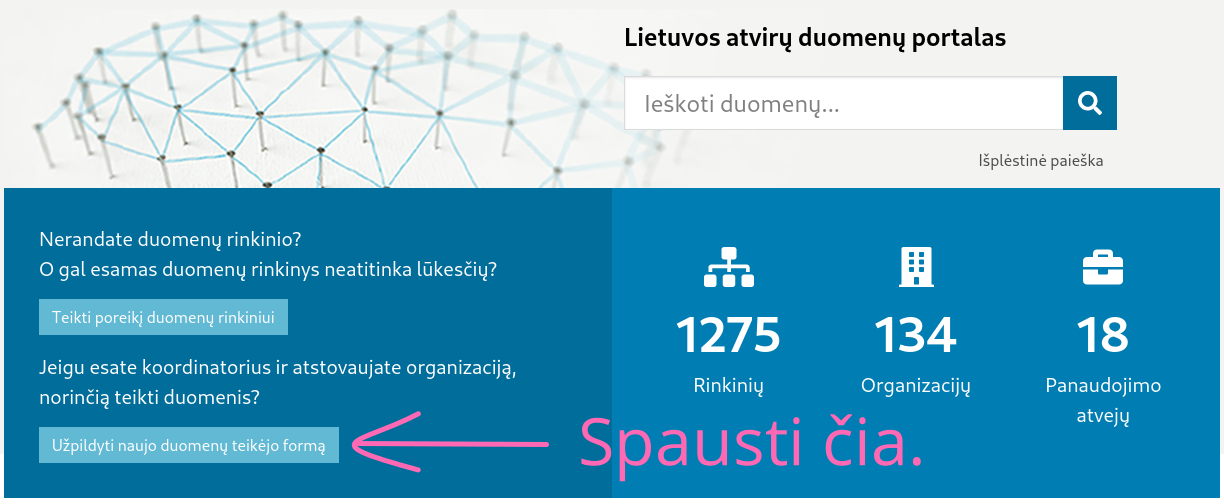 Lietuvos atvirų duomenų portalas
Ieškoti duomenų...
Išplėstinė paieška
Nerandate duomenų rinkinio?
O gal esamas duomenų rinkinys neatitinka lūkesčių?
Teikti poreikį duomenų rinkiniui
Jeigu esate koordinatorius ir atstovaujate organizaciją,
norinčią teikti duomenis?
Užpildyti naujo duomenų teikėjo formą
Spausti čia.
1275
Rinkinių
134
Organizacijų
18
Panaudojimo
atvejų